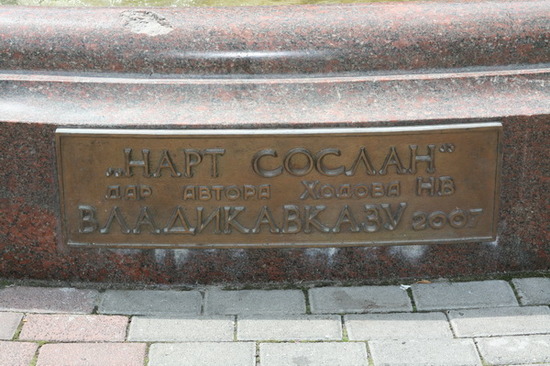 „НАРТ СОСЛАН“
ДАР АВТОРА ХОДОВА Н.В
ВЛАДИКАВКАЗУ 2007